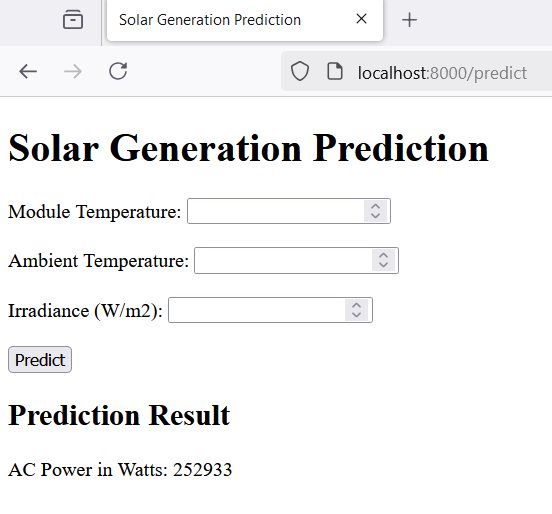 Solar Generation Prediction
localhost:8000/predict
Solar Generation Prediction
Module Temperature:
Ambient Temperature:
Irradiance (W/m2):
Predict
Prediction Result
AC Power in Watts: 252933